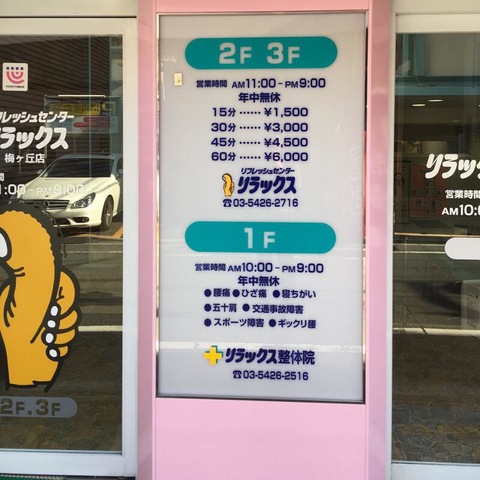 2F 3F
営業時間 AM11:00-PM9:00
年中無休
15分……¥1,500
30分……¥3,000
45分……¥4,500
60分……¥6,000
リフレッシュセンター
リラックス
☎03-5426-2716
1F
営業時間 AM10:00-PM9:00
年中無休
●腰痛 ●ひざ痛 ●寝ちがい
●五十肩 ●交通事故障害
●スポーツ障害 ●ギックリ腰
リラックス整体院
☎03-5426-2516
フレッシュセンター
ラックス
梅ヶ丘店
間
1:00-PM9:00
2F.3F
リラック
営業時
AM10:0